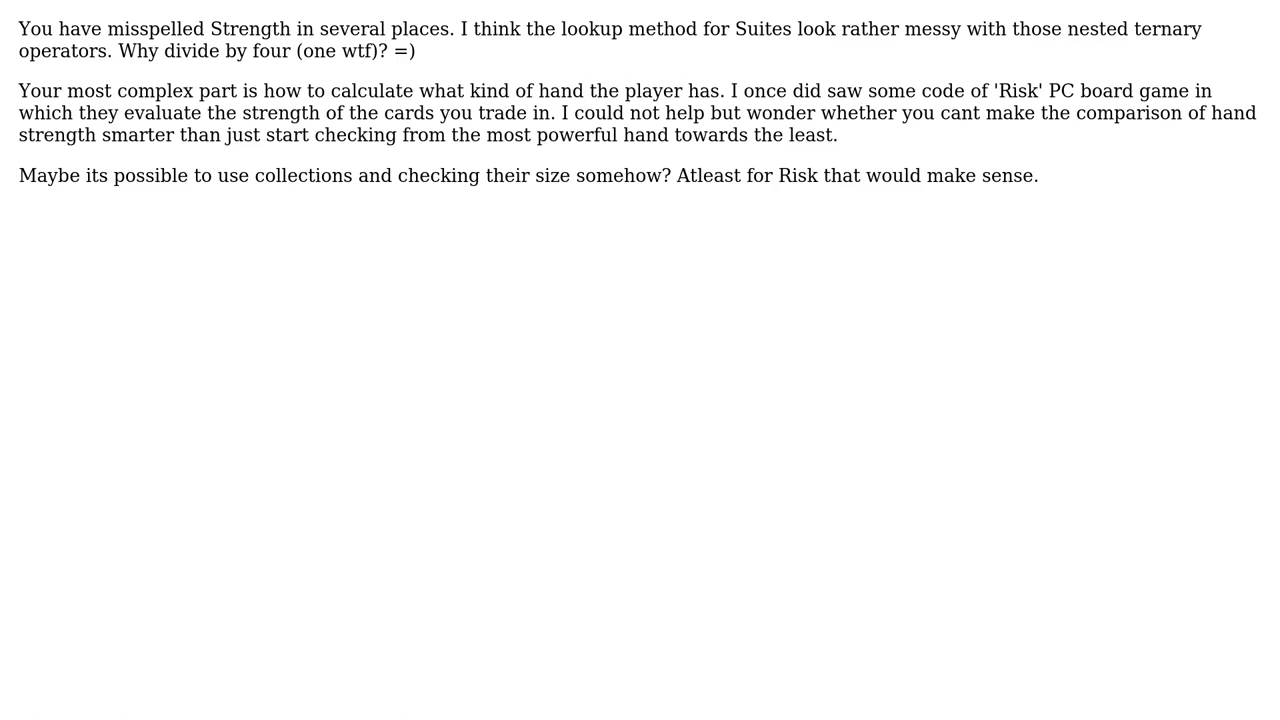 You have misspelled Strength in several places. I think the lookup method for Suites look rather messy with those nested ternary
operators. Why divide by four (one wtf)? =)
Your most complex part is how to calculate what kind of hand the player has. I once did saw some code of 'Risk' PC board game in
which they evaluate the strength of the cards you trade in. I could not help but wonder whether you cant make the comparison of hand
strength smarter than just start checking from the most powerful hand towards the least.
Maybe its possible to use collections and checking their size somehow? Atleast for Risk that would make sense.